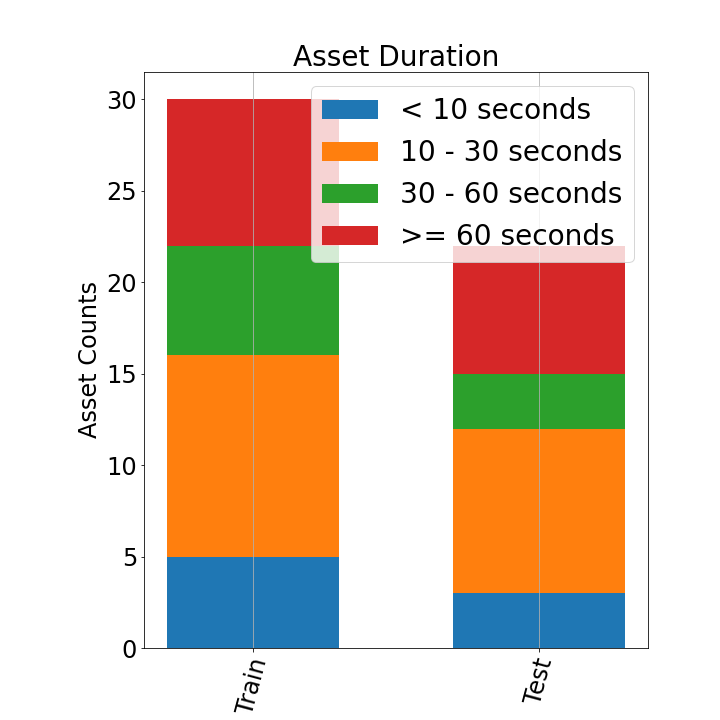 Asset Duration
< 10 seconds
10 - 30 seconds
30 - 60 seconds
>= 60 seconds
30
25
20
15
10
5
0
Asset Counts
Train
Test